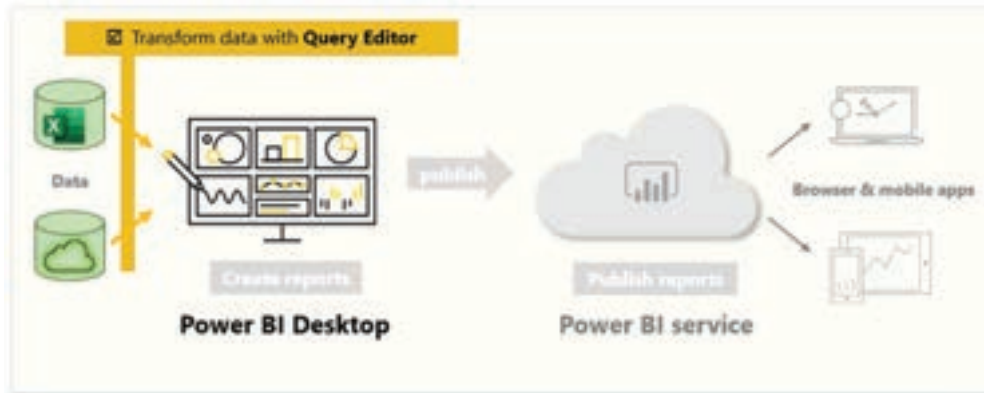 Transform data with Query Editor
Data
publish
Browser & mobile apps
Create reports
Publish reports
Power BI Desktop
Power BI service